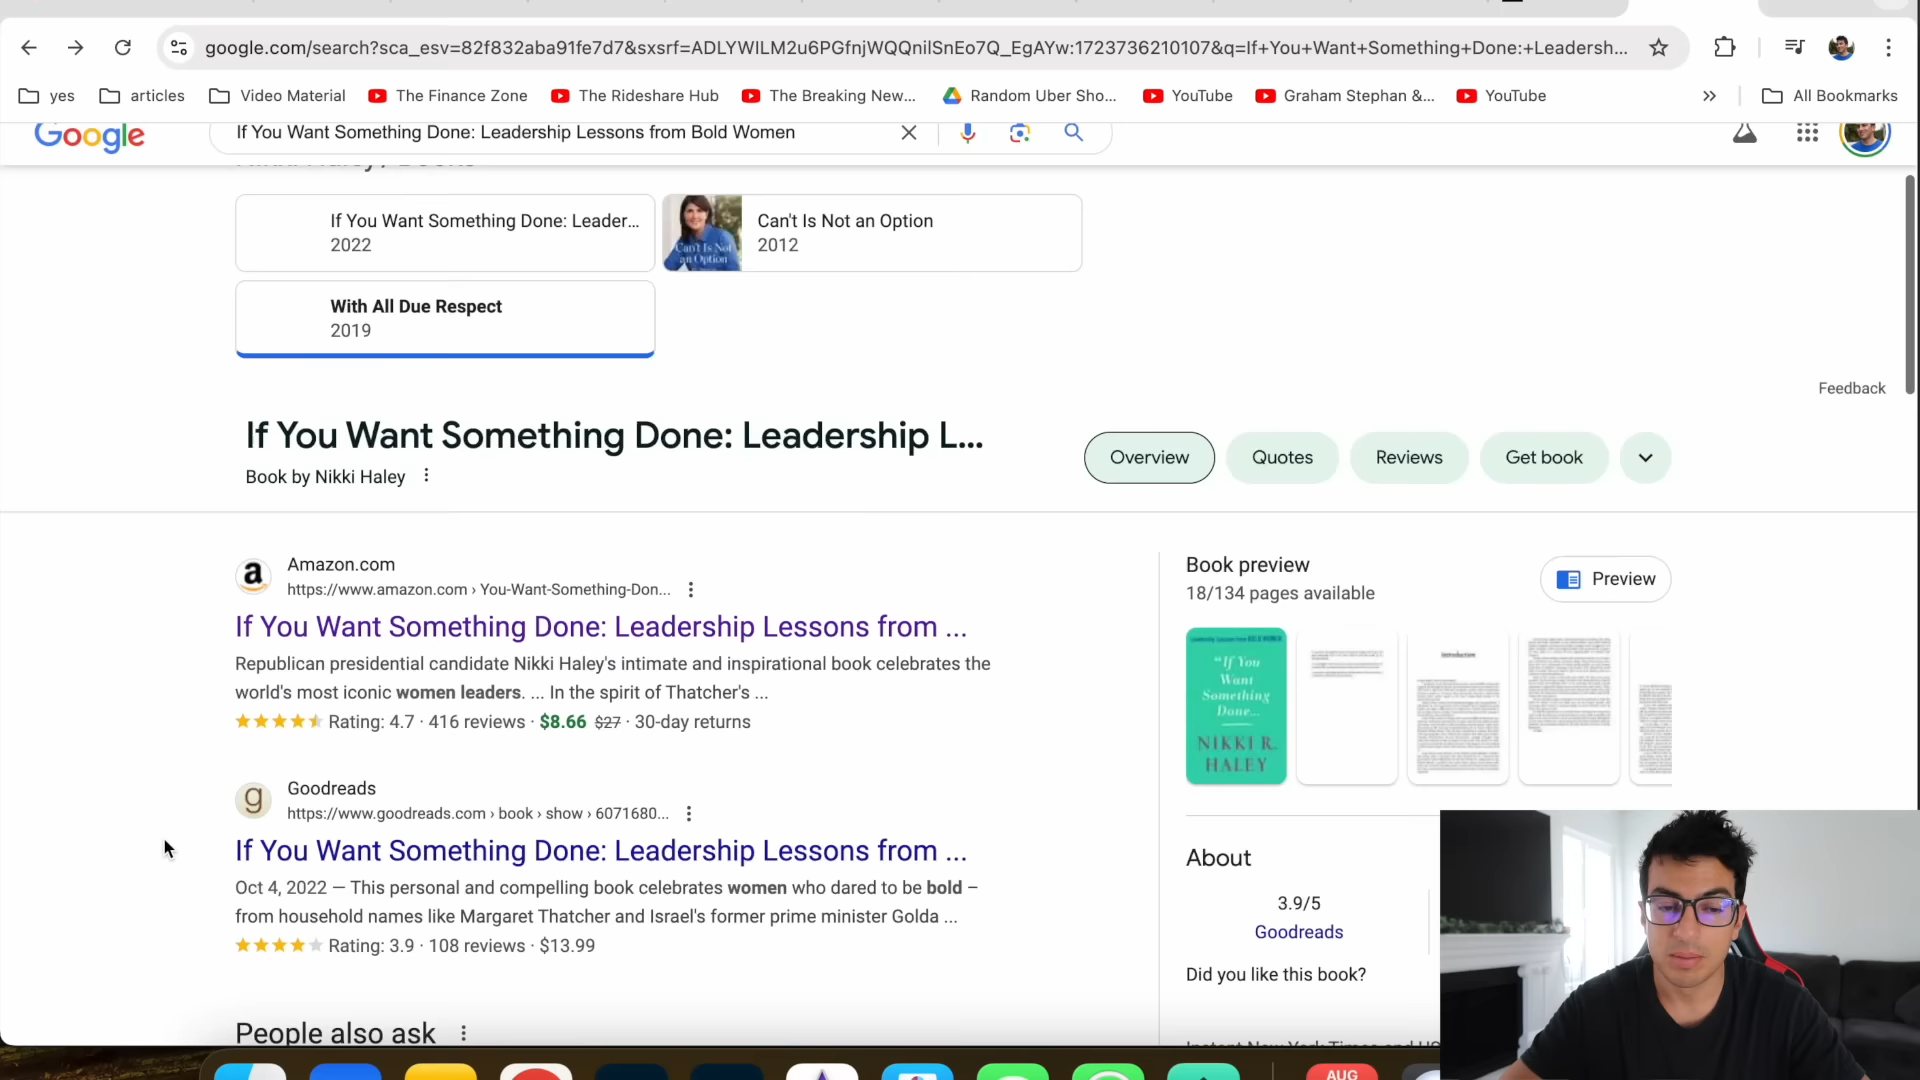 google.com/search?sca_esv=82f832aba91fe7d7&sxsrf=ADLYWILM2u6PGfnjWQQnilSnEo7Q_EgAYw:1723736210107&q=If+You+Want+Something+Done:+Leadersh...
yes articles Video Material The Finance Zone The Rideshare Hub The Breaking New... Random Uber Sho... YouTube Graham Stephan &... YouTube » All Bookmarks
Google If You Want Something Done: Leadership Lessons from Bold Women
If You Want Something Done: Leader...
2022
Can't Is Not an Option
2012
Can't Is Not
an Option
With All Due Respect
2019
Feedback
If You Want Something Done: Leadership L...
Book by Nikki Haley
Overview Quotes Reviews Get book
Amazon.com
https://www.amazon.com › You-Want-Something-Don...
If You Want Something Done: Leadership Lessons from ...
Republican presidential candidate Nikki Haley's intimate and inspirational book celebrates the
world's most iconic women leaders. ... In the spirit of Thatcher's ...
Rating: 4.7 · 416 reviews · $8.66 $27 · 30-day returns
Goodreads
https://www.goodreads.com › book › show › 6071680...
If You Want Something Done: Leadership Lessons from ...
Oct 4, 2022 — This personal and compelling book celebrates women who dared to be bold –
from household names like Margaret Thatcher and Israel's former prime minister Golda ...
Rating: 3.9 · 108 reviews · $13.99
People also ask
Book preview
18/134 pages available
Preview
Leadership Lessons from BOLD WOMEN
"If You
Want
Something
Done...
NIKKI R.
HALEY
Introduction
About
3.9/5
Goodreads
Did you like this book?
AUG